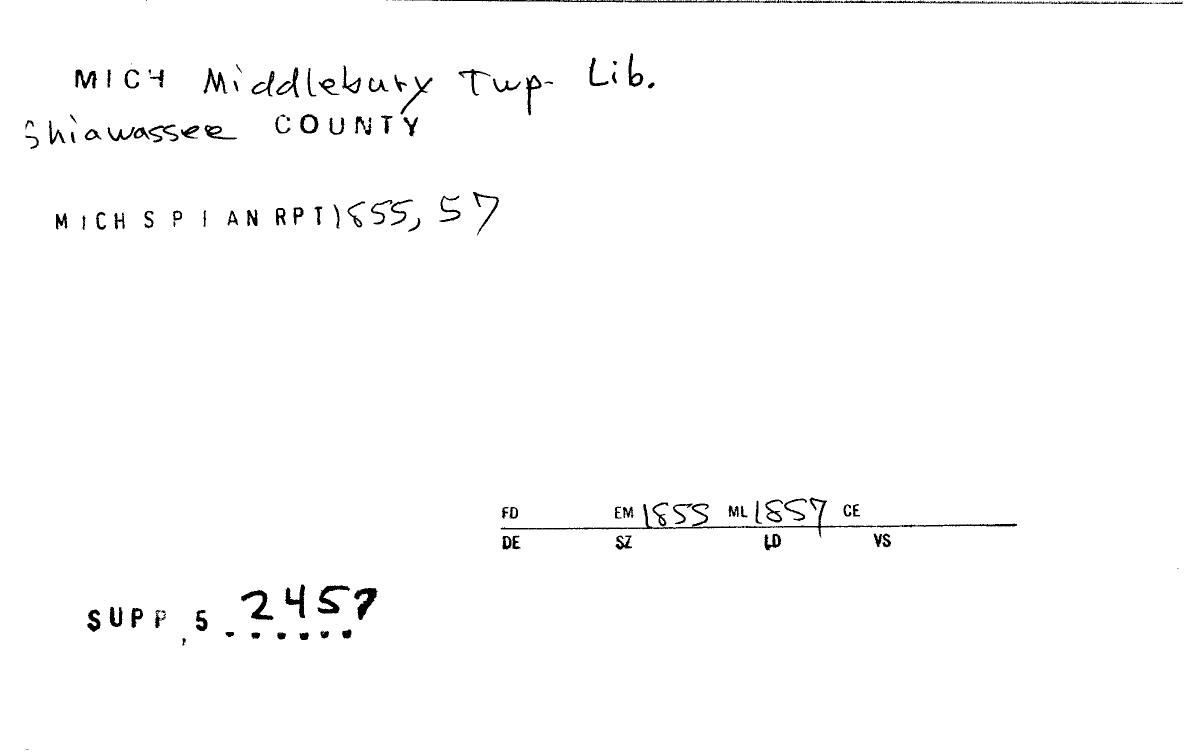 MICH Middlebury Twp. Lib.
Shiawassee COUNTY
MICH S P I AN RPT 1855, 57
FD EM 1855 ML 1857 CE
DE SZ LD VS
SUPP, 5 2457